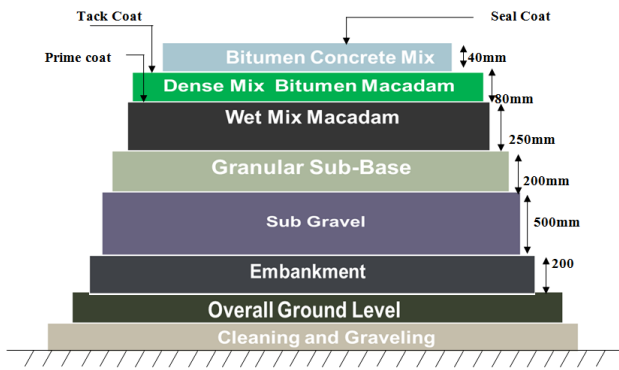 Tack Coat
Seal Coat
Prime coat
Bitumen Concrete Mix
40mm
Dense Mix Bitumen Macadam
80mm
Wet Mix Macadam
250mm
Granular Sub-Base
200mm
Sub Gravel
500mm
Embankment
200
Overall Ground Level
Cleaning and Graveling